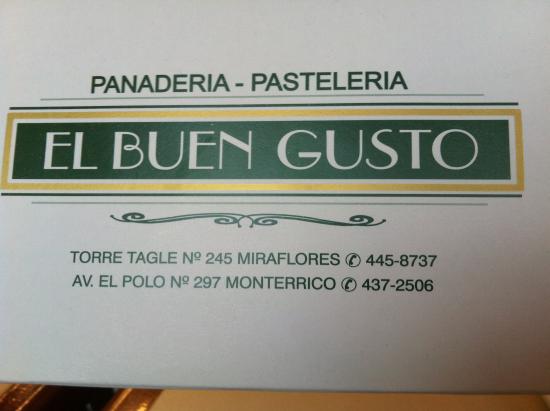 PANADERIA - PASTELERIA
EL BUEN GUSTO
TORRE TAGLE Nº 245 MIRAFLORES ✆ 445-8737
AV. EL POLO Nº 297 MONTERRICO ✆ 437-2506